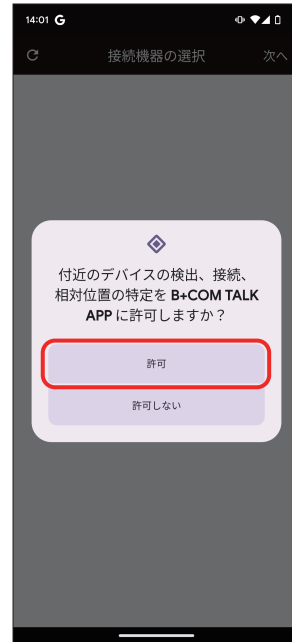 14:01 G
接続機器の選択 次へ
付近のデバイスの検出、接続、
相対位置の特定を B+COM TALK
APP に許可しますか？
許可
許可しない